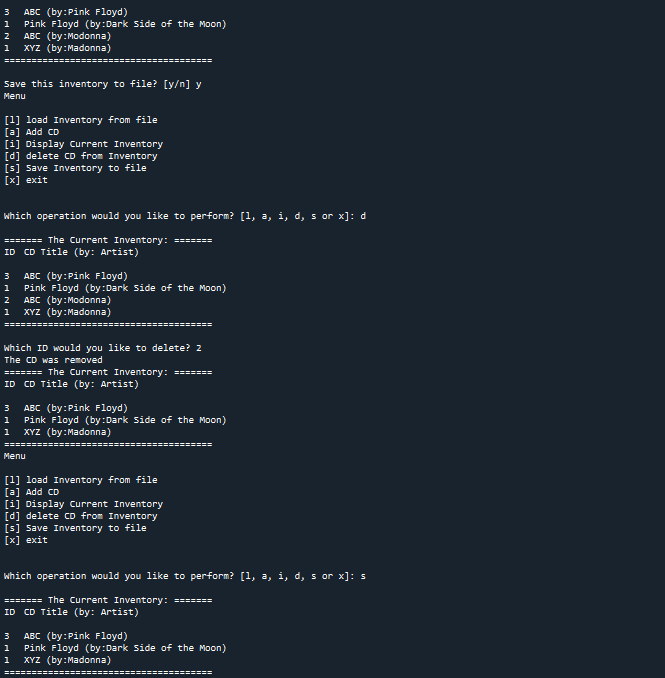 3   ABC (by:Pink Floyd)
1   Pink Floyd (by:Dark Side of the Moon)
2   ABC (by:Modonna)
1   XYZ (by:Madonna)
======================================
Save this inventory to file? [y/n] y
Menu
[l] load Inventory from file
[a] Add CD
[i] Display Current Inventory
[d] delete CD from Inventory
[s] Save Inventory to file
[x] exit
Which operation would you like to perform? [l, a, i, d, s or x]: d
======= The Current Inventory: =======
ID  CD Title (by: Artist)
3   ABC (by:Pink Floyd)
1   Pink Floyd (by:Dark Side of the Moon)
2   ABC (by:Modonna)
1   XYZ (by:Madonna)
======================================
Which ID would you like to delete? 2
The CD was removed
======= The Current Inventory: =======
ID  CD Title (by: Artist)
3   ABC (by:Pink Floyd)
1   Pink Floyd (by:Dark Side of the Moon)
1   XYZ (by:Madonna)
======================================
Menu
[l] load Inventory from file
[a] Add CD
[i] Display Current Inventory
[d] delete CD from Inventory
[s] Save Inventory to file
[x] exit
Which operation would you like to perform? [l, a, i, d, s or x]: s
======= The Current Inventory: =======
ID  CD Title (by: Artist)
3   ABC (by:Pink Floyd)
1   Pink Floyd (by:Dark Side of the Moon)
1   XYZ (by:Madonna)
======================================